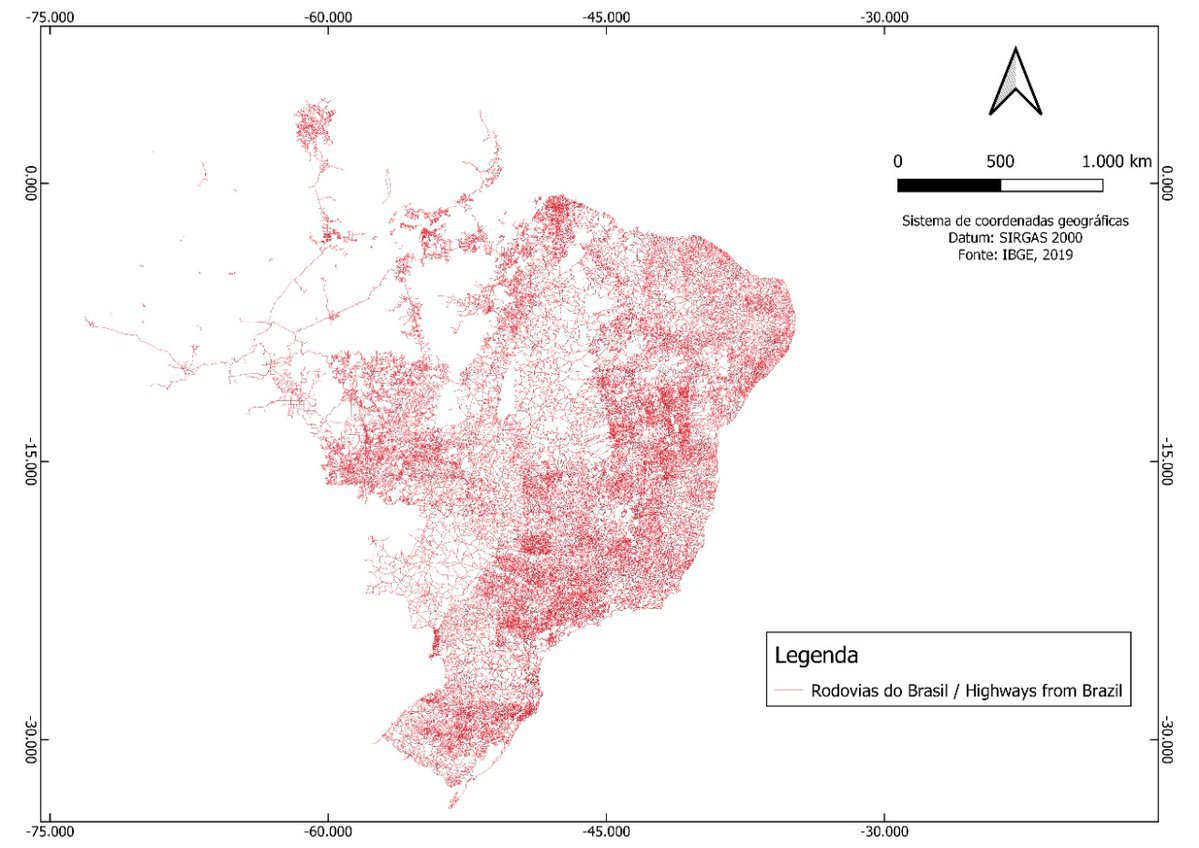 -75.000
-60.000
-45.000
-30.000
0.000
0.000
0
500
1.000 km
Sistema de coordenadas geográficas
Datum: SIRGAS 2000
Fonte: IBGE, 2019
-15.000
-15.000
Legenda
Rodovias do Brasil / Highways from Brazil
-30.000
-30.000
-75.000
-60.000
-45.000
-30.000